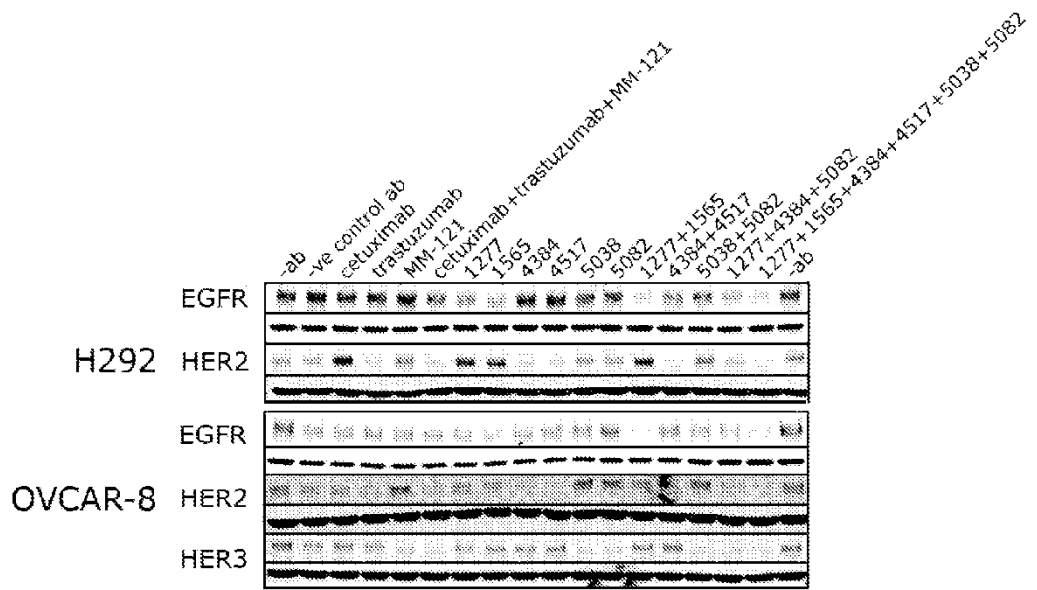 -ab
-ve control ab
cetuximab
trastuzumab
MM-121
cetuximab+trastuzumab+MM-121
1277
1565
4384
4517
5038
5082
1277+1565
4384+4517
5038+5082
1277+4384+5082
1277+1565+4384+4517+5038+5082
-ab
H292
EGFR
HER2
OVCAR-8
EGFR
HER2
HER3